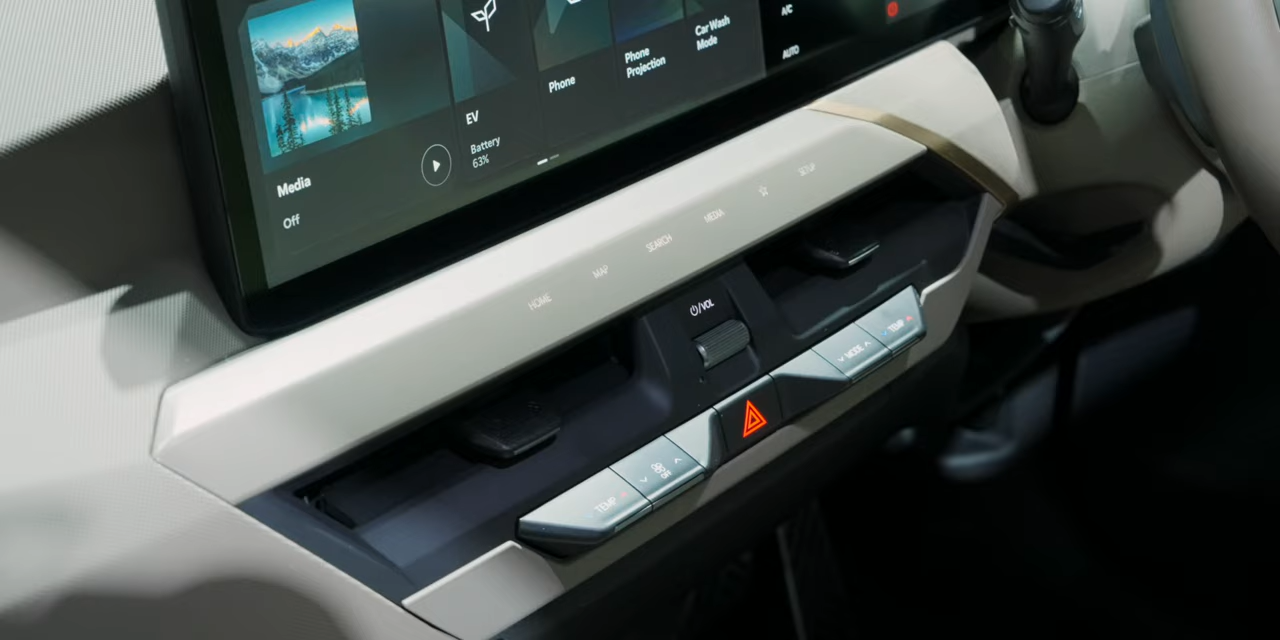 Media
Off
EV
Battery
63%
Phone
Phone
Projection
Car Wash
Mode
A/C
AUTO
HOME
MAP
SEARCH
MEDIA
SETUP
/VOL
TEMP
OFF
MODE
TEMP